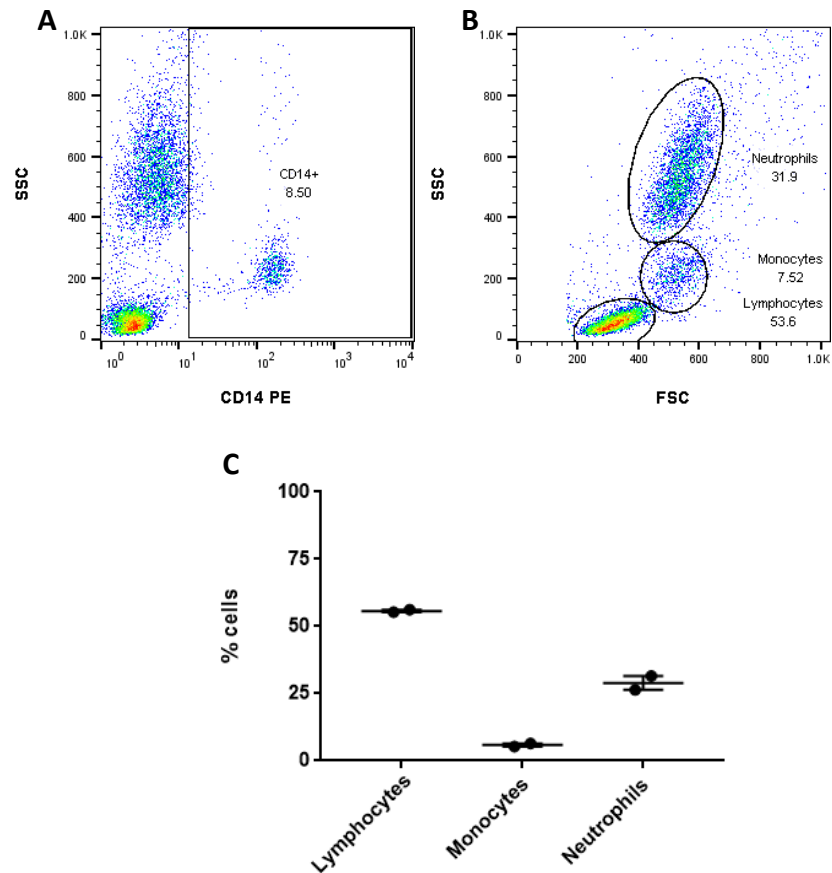 A
SSC
1.0K
800
600
400
200
0
CD14+
8.50
10^0
10^1
10^2
10^3
10^4
CD14 PE
B
SSC
1.0K
800
600
400
200
0
Neutrophils
31.9
Monocytes
7.52
Lymphocytes
53.6
0
200
400
600
800
1.0K
FSC
C
% cells
100
75
50
25
0
Lymphocytes
Monocytes
Neutrophils